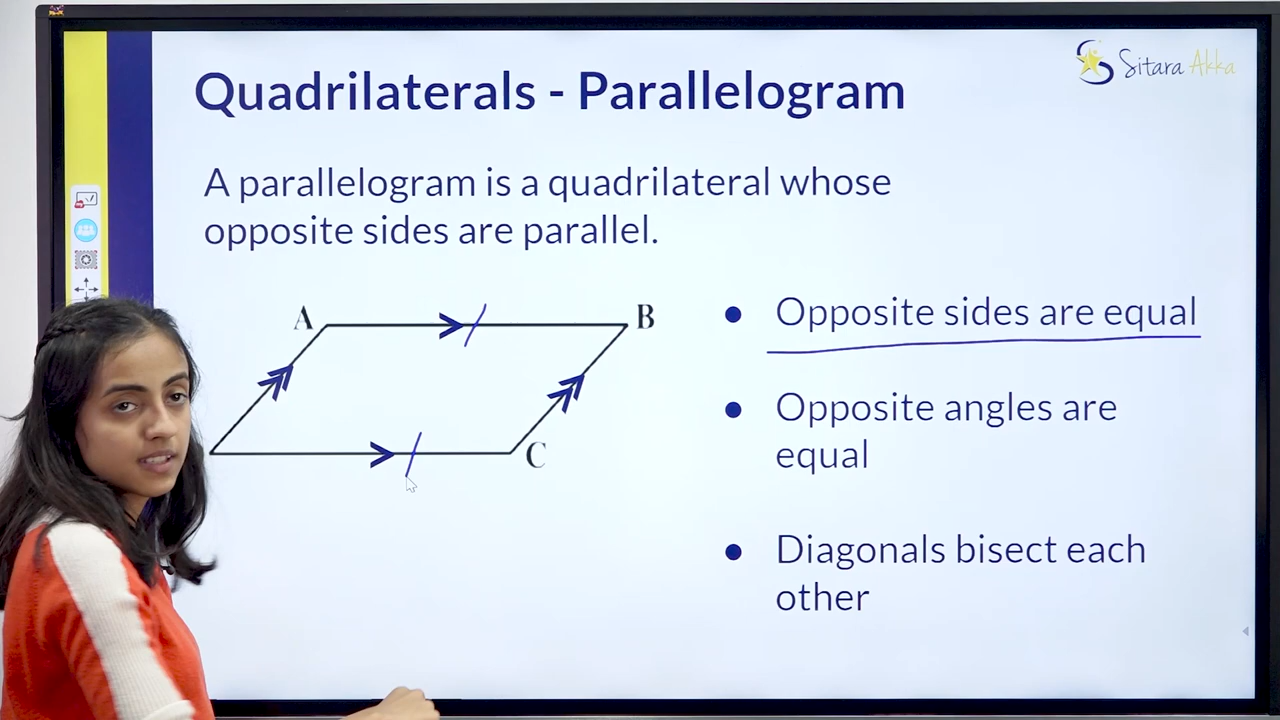 Sitara Akka
Quadrilaterals - Parallelogram
A parallelogram is a quadrilateral whose
opposite sides are parallel.
A
B
C
● Opposite sides are equal
● Opposite angles are
equal
● Diagonals bisect each
other